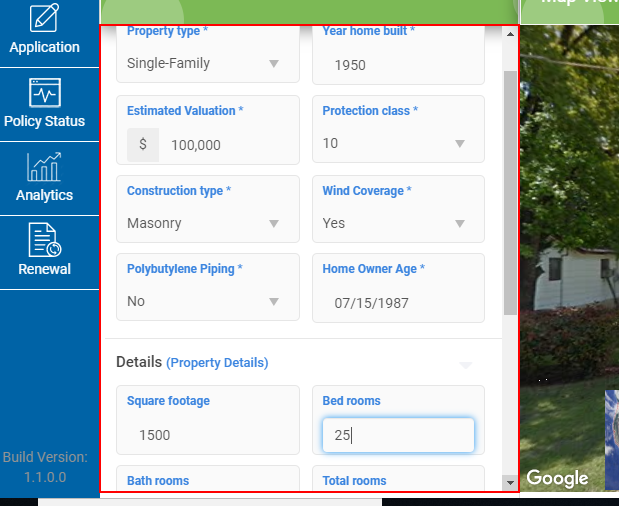 Application
Policy Status
Analytics
Renewal
Build Version:
1.1.0.0
Property type *
Single-Family
Year home built *
1950
Estimated Valuation *
$ 100,000
Protection class *
10
Construction type *
Masonry
Wind Coverage *
Yes
Polybutylene Piping *
No
Home Owner Age *
07/15/1987
Details (Property Details)
Square footage
1500
Bed rooms
25
Bath rooms
Total rooms
Map View
Google